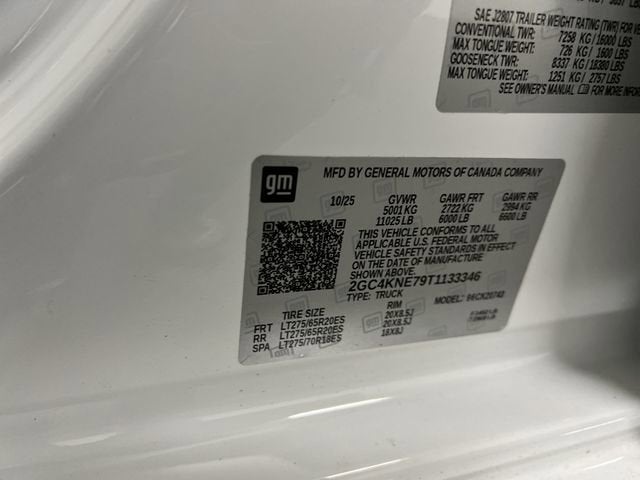 SAE J2807 TRAILER WEIGHT RATING (TWR) FOR
CONVENTIONAL TWR: 7258 KG/16000 LBS
MAX TONGUE WEIGHT: 726 KG / 1600 LBS
GOOSENECK TWR: 8337 KG/18380 LBS
MAX TONGUE WEIGHT: 1251 KG / 2757 LBS
SEE OWNER'S MANUAL FOR MORE
gm
MFD BY GENERAL MOTORS OF CANADA COMPANY
10/25 GVWR GAWR FRT GAWR RR
5001 KG 2722 KG 2994 KG
11025 LB 6000 LB 6600 LB
THIS VEHICLE CONFORMS TO ALL
APPLICABLE U.S. FEDERAL MOTOR
VEHICLE SAFETY STANDARDS IN EFFECT
ON THE DATE OF MANUFACTURE
SHOWN ABOVE.
2GC4KNE79T1133346
TYPE: TRUCK MODEL:
TIRE SIZE RIM
FRT LT275/65R20ES 20X8.5J
RR LT275/65R20ES 20X8.5J
SPA LT275/70R18ES 18X8J